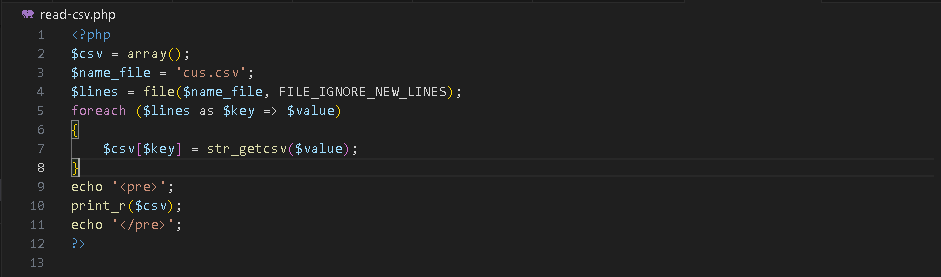 read-csv.php
1 <?php
2 $csv = array();
3 $name_file = 'cus.csv';
4 $lines = file($name_file, FILE_IGNORE_NEW_LINES);
5 foreach ($lines as $key => $value)
6 {
7     $csv[$key] = str_getcsv($value);
8 }
9 echo '<pre>';
10 print_r($csv);
11 echo '</pre>';
12 ?>
13